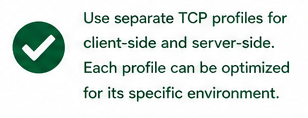 Use separate TCP profiles for
client-side and server-side.
Each profile can be optimized
for its specific environment.